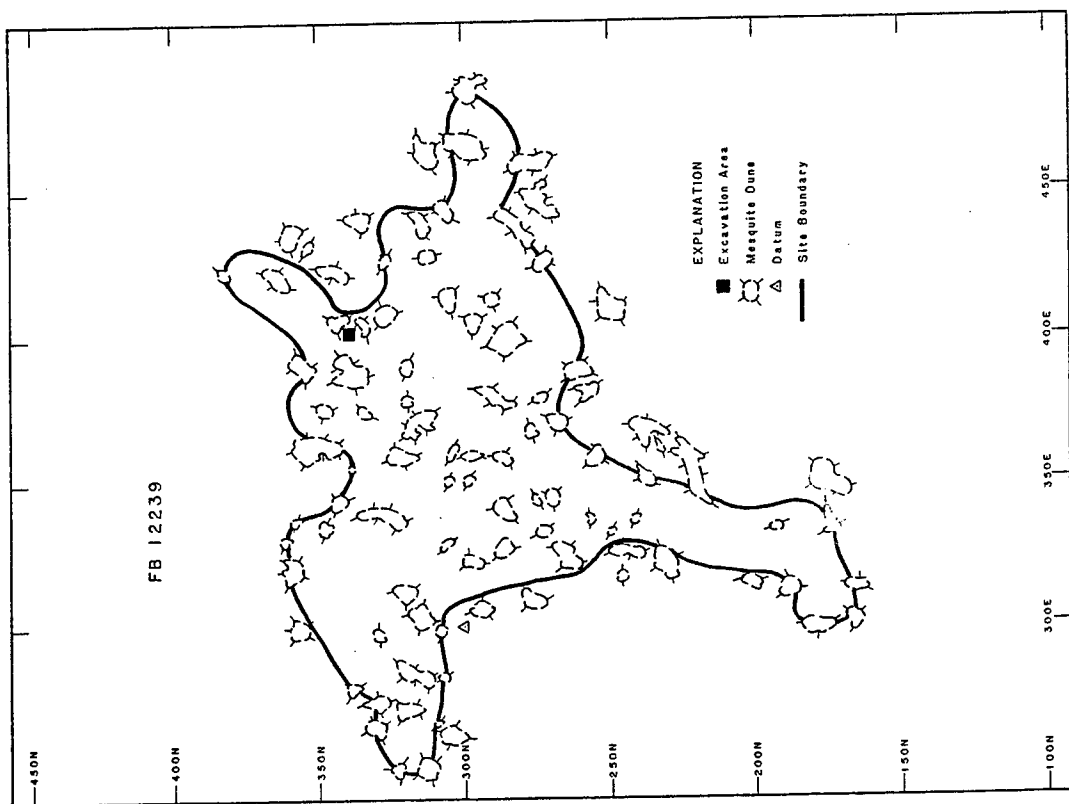 FB 12239
EXPLANATION
Excavation Area
Mesquite Dune
Datum
Site Boundary
450N
350N
300N
250N
200N
150N
100N
300E
350E
400E
450E